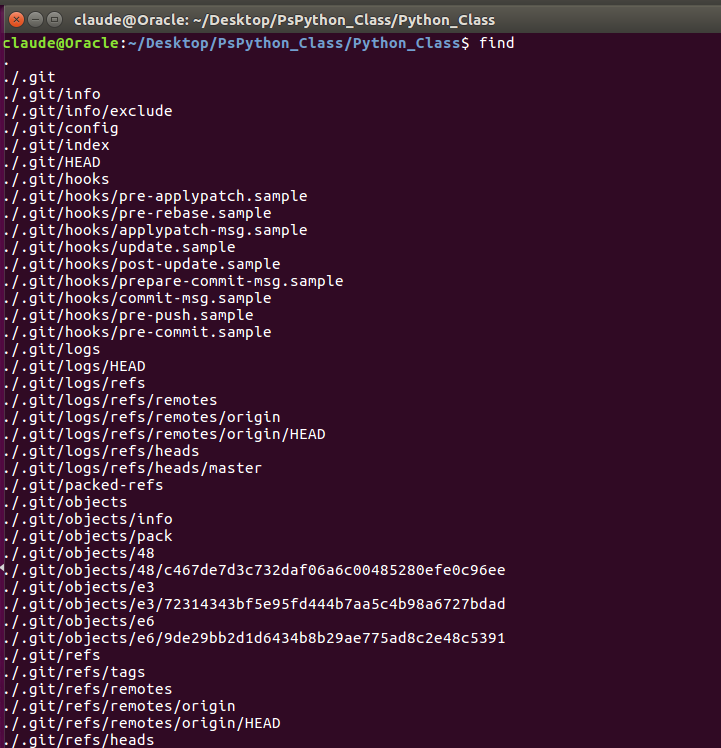 claude@Oracle: ~/Desktop/PsPython_Class/Python_Class
claude@Oracle:~/Desktop/PsPython_Class/Python_Class$ find
.
./.git
./.git/info
./.git/info/exclude
./.git/config
./.git/index
./.git/HEAD
./.git/hooks
./.git/hooks/pre-applypatch.sample
./.git/hooks/pre-rebase.sample
./.git/hooks/applypatch-msg.sample
./.git/hooks/update.sample
./.git/hooks/post-update.sample
./.git/hooks/prepare-commit-msg.sample
./.git/hooks/commit-msg.sample
./.git/hooks/pre-push.sample
./.git/hooks/pre-commit.sample
./.git/logs
./.git/logs/HEAD
./.git/logs/refs
./.git/logs/refs/remotes
./.git/logs/refs/remotes/origin
./.git/logs/refs/remotes/origin/HEAD
./.git/logs/refs/heads
./.git/logs/refs/heads/master
./.git/packed-refs
./.git/objects
./.git/objects/info
./.git/objects/pack
./.git/objects/48
./.git/objects/48/c467de7d3c732daf06a6c00485280efe0c96ee
./.git/objects/e3
./.git/objects/e3/72314343bf5e95fd444b7aa5c4b98a6727bdad
./.git/objects/e6
./.git/objects/e6/9de29bb2d1d6434b8b29ae775ad8c2e48c5391
./.git/refs
./.git/refs/tags
./.git/refs/remotes
./.git/refs/remotes/origin
./.git/refs/remotes/origin/HEAD
./.git/refs/heads